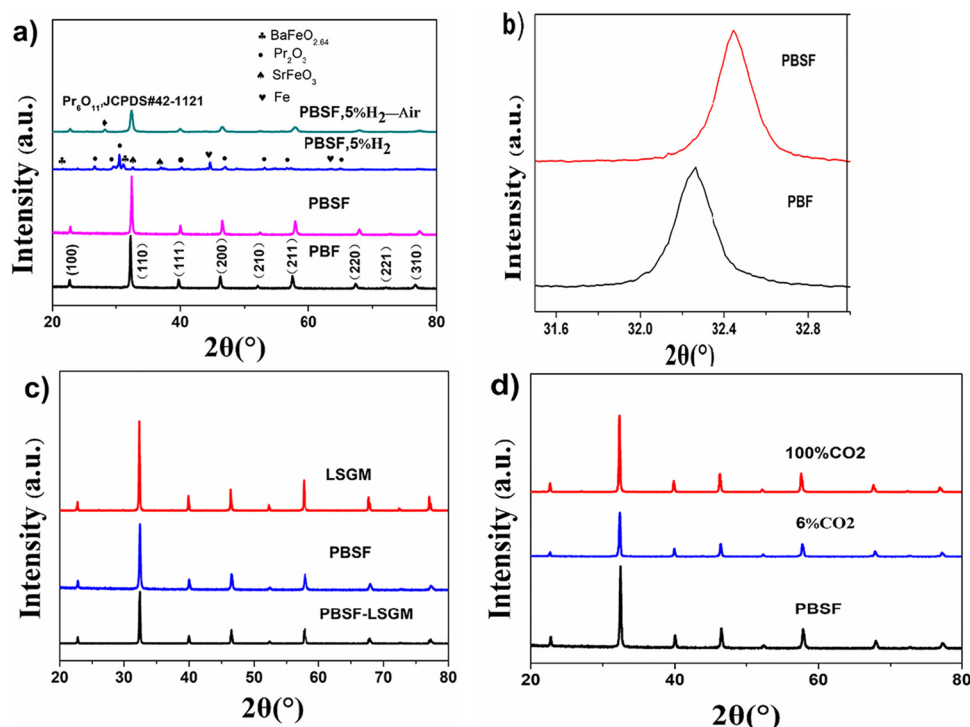 a)
♣ BaFeO2.64
• Pr2O3
♠ SrFeO3
♥ Fe
Pr6O11,JCPDS#42-1121
PBSF,5%H2—Air
PBSF,5%H2
PBSF
PBF
(100)
(110)
(111)
(200)
(210)
(211)
(220)
(221)
(310)
Intensity (a.u.)
20 30 40 50 60 70 80
2θ(°)
b)
PBSF
PBF
Intensity (a.u.)
31.6 32.0 32.4 32.8
2θ(°)
c)
LSGM
PBSF
PBSF-LSGM
Intensity (a.u.)
20 30 40 50 60 70 80
2θ(°)
d)
100%CO2
6%CO2
PBSF
Intensity (a.u.)
20 30 40 50 60 70 80
2θ(°)